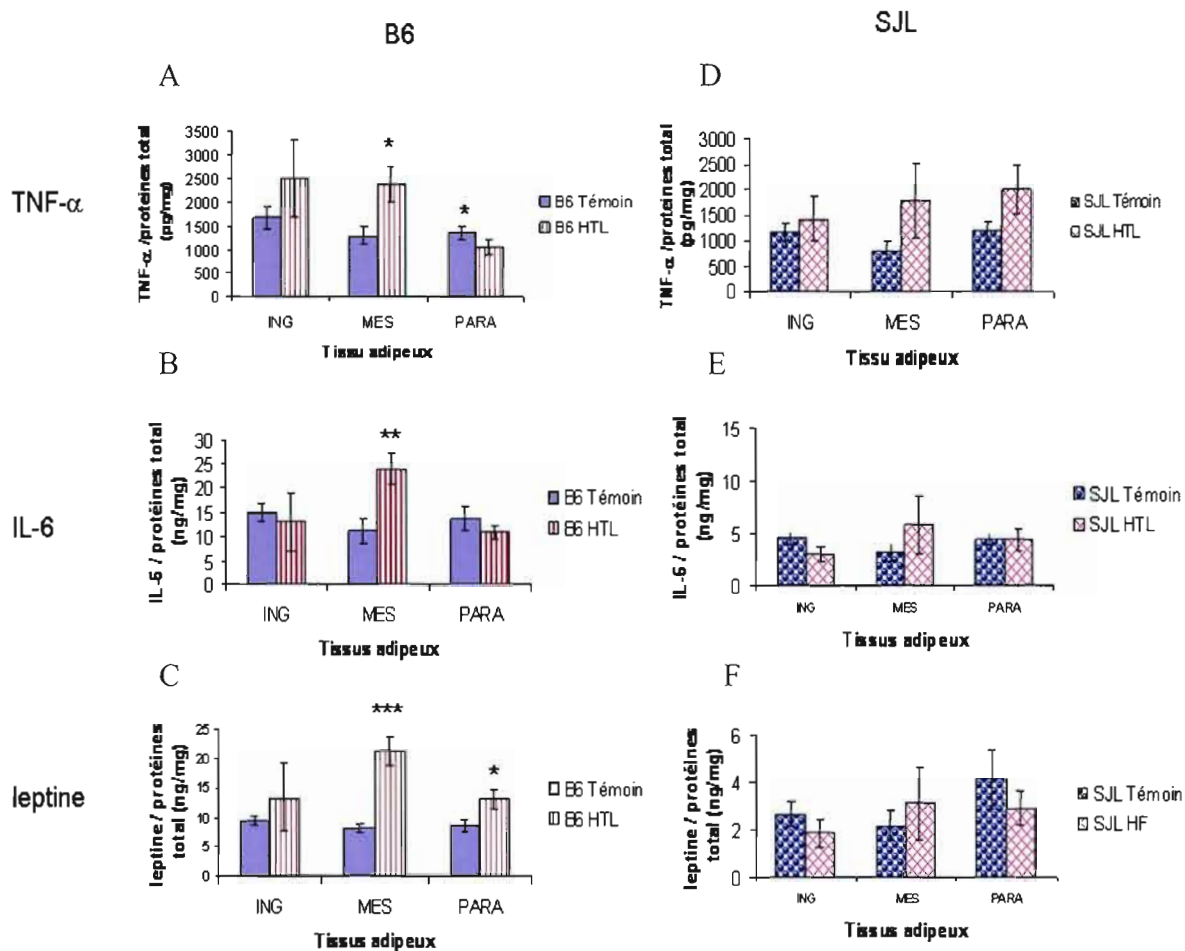 B6
SJL
A
TNF-α
TNF-α /proteines total
(pg/mg)
3500
3000
2500
2000
1500
1000
500
0
*
*
ING MES PARA
Tissu adipeux
B6 Témoin
B6 HTL
D
TNF-α /proteines total
(pg/mg)
3000
2500
2000
1500
1000
500
0
ING MES PARA
Tissu adipeux
SJL Témoin
SJL HTL
B
IL-6
IL-6 / protéines total
(ng/mg)
30
25
20
15
10
5
0
**
ING MES PARA
Tissus adipeux
B6 Témoin
B6 HTL
E
IL-6 / protéines total
(ng/mg)
15
10
5
0
ING MES PARA
Tissus adipeux
SJL Témoin
SJL HTL
C
leptine
leptine / protéines
total (ng/mg)
25
20
15
10
5
0
***
*
ING MES PARA
Tissus adipeux
B6 Témoin
B6 HTL
F
leptine / protéines
total (ng/mg)
6
4
2
0
ING MES PARA
Tissus adipeux
SJL Témoin
SJL HF